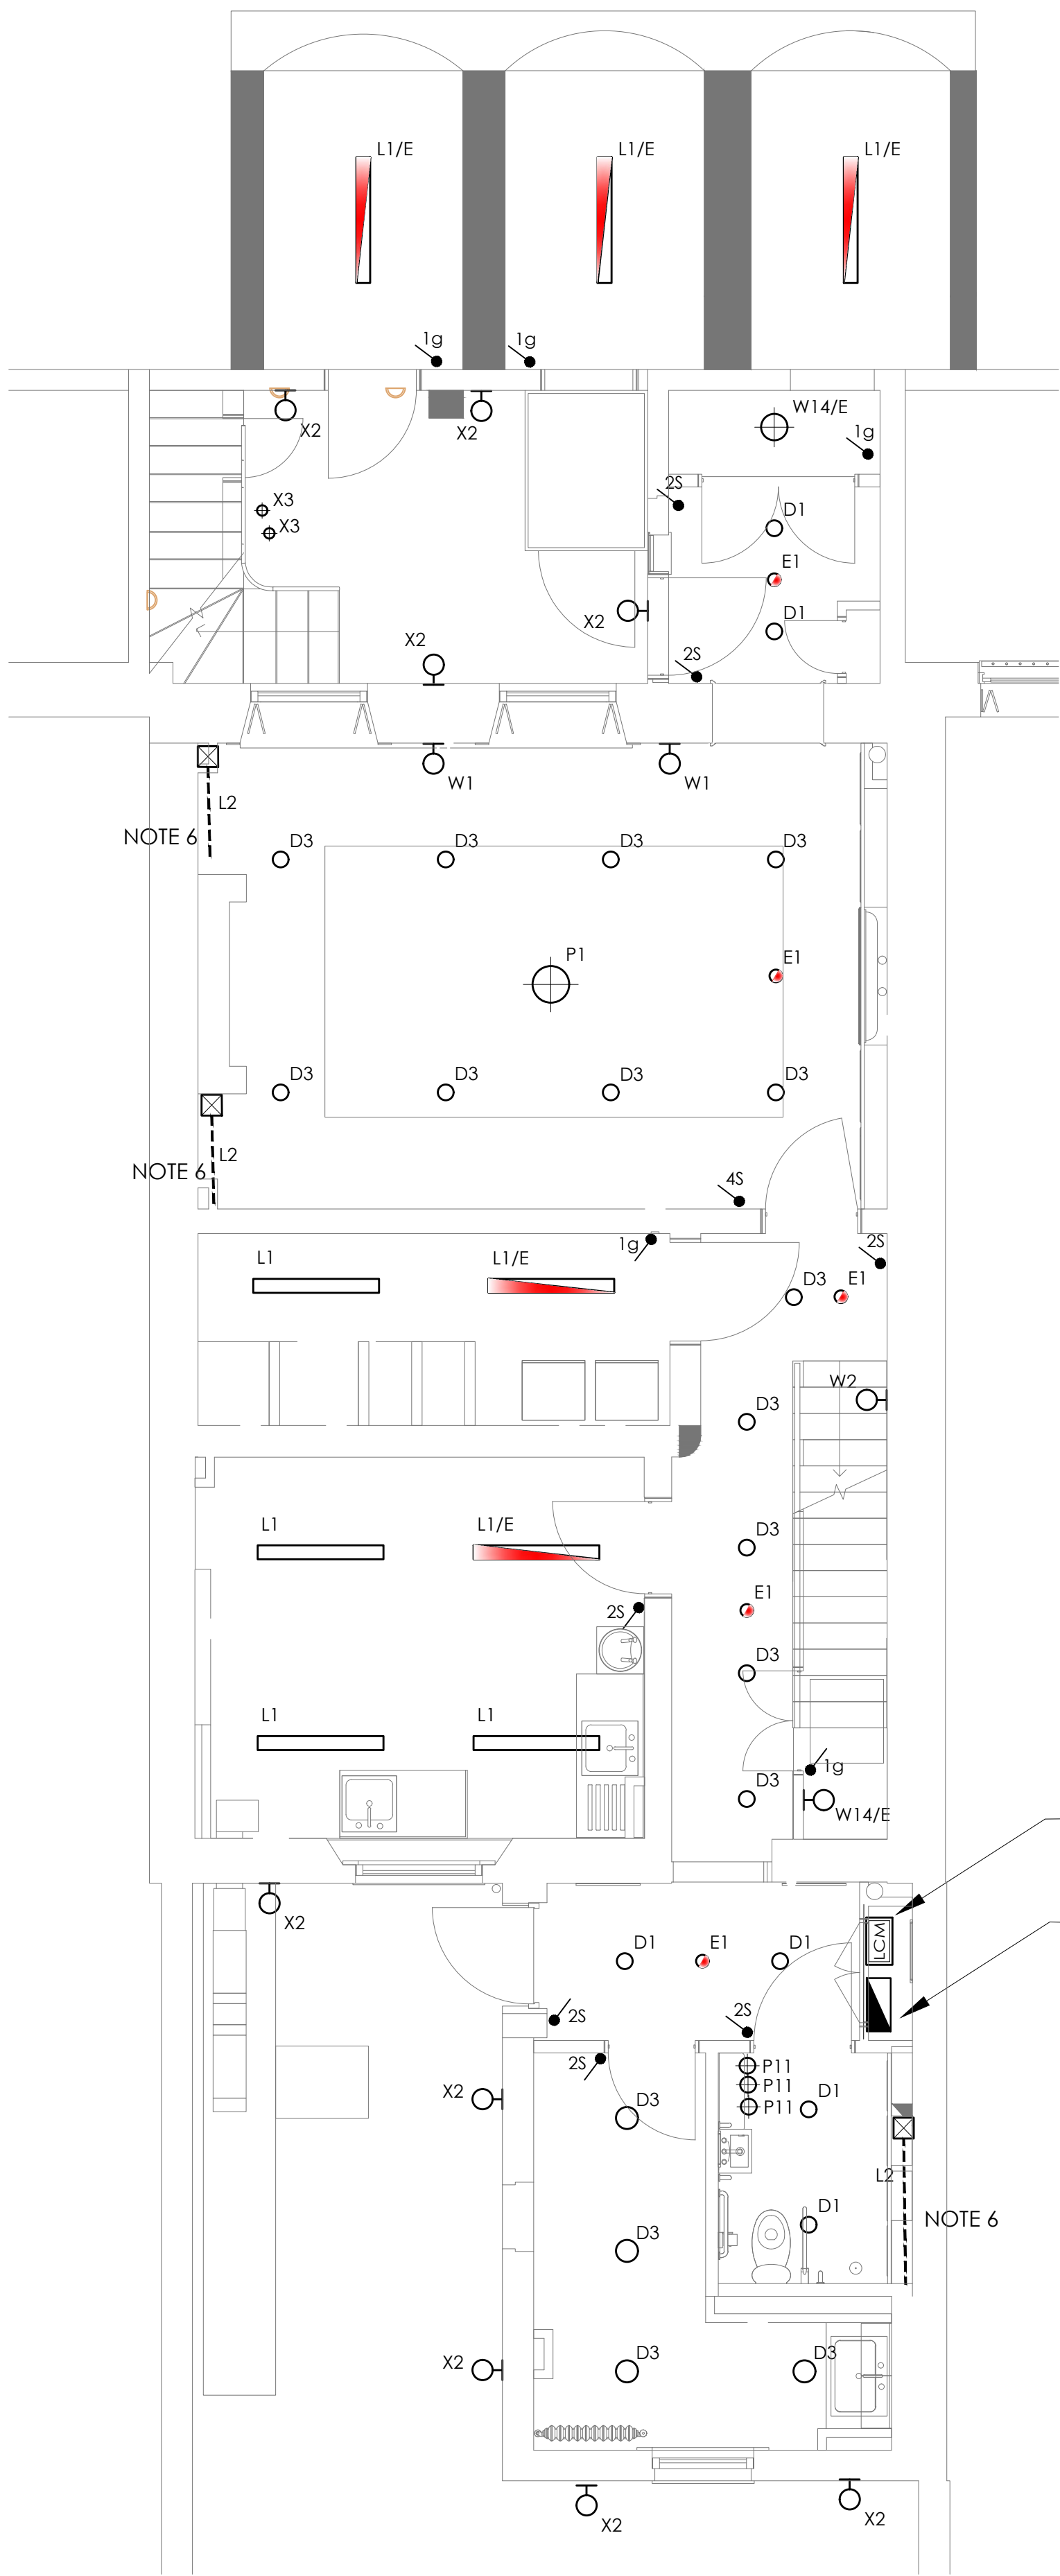 L1/E L1/E L1/E
1g 1g
X2 X2 W14/E 1g
X3 2S D1
X3
E1
X2 D1
X2 2S
W1 W1
L2
NOTE 6
D3 D3 D3 D3
P1 E1
D3 D3 D3 D3
L2
NOTE 6
4S
1g 2S
L1 L1/E
D3 E1
W2
D3
L1 L1/E D3
E1
2S
D3
L1 L1
1g
D3
W14/E
X2
D1 E1 D1 LCM
2S 2S
2S
P11
X2 P11 D1
D3 P11
L2
D1 NOTE 6
D3
X2 D3 D3
X2 X2